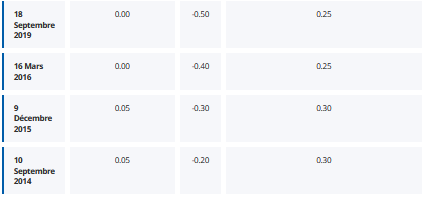 18 Septembre 2019 0.00 -0.50 0.25
16 Mars 2016 0.00 -0.40 0.25
9 Décembre 2015 0.05 -0.30 0.30
10 Septembre 2014 0.05 -0.20 0.30